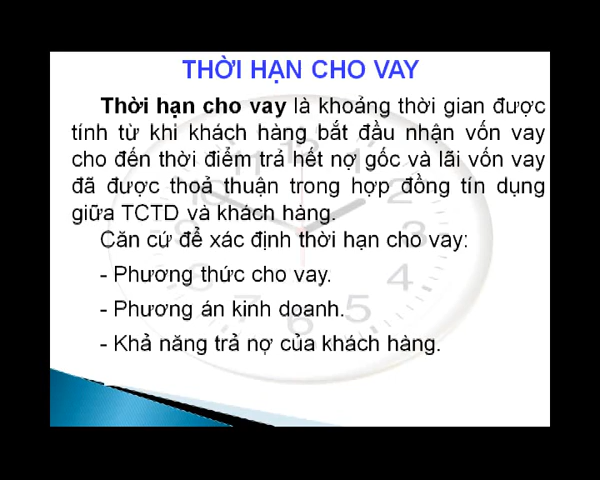 THỜI HẠN CHO VAY
Thời hạn cho vay là khoảng thời gian được
tính từ khi khách hàng bắt đầu nhận vốn vay
cho đến thời điểm trả hết nợ gốc và lãi vốn vay
đã được thoả thuận trong hợp đồng tín dụng
giữa TCTD và khách hàng.
Căn cứ để xác định thời hạn cho vay:
- Phương thức cho vay.
- Phương án kinh doanh.
- Khả năng trả nợ của khách hàng.